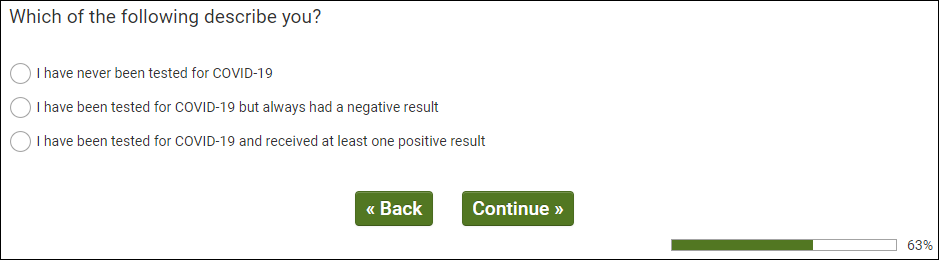 Which of the following describe you?
I have never been tested for COVID-19
I have been tested for COVID-19 but always had a negative result
I have been tested for COVID-19 and received at least one positive result
« Back
Continue »
63%